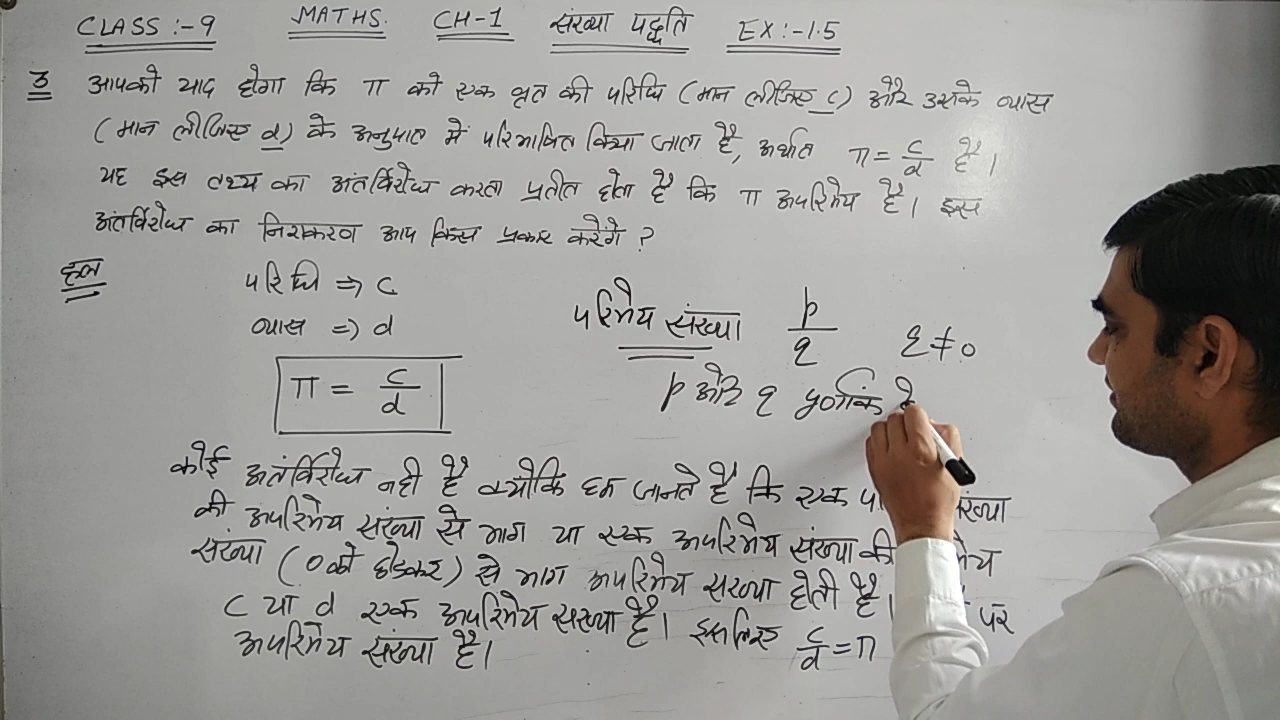 CLASS :- 9 MATHS. CH-1 संख्या पद्धति EX :- 1.5
3 आपको याद होगा कि π को एक वृत की परिधि (मान लीजिए c) और उसके व्यास
(मान लीजिए d) के अनुपात में परिभाषित किया जाता है, अर्थात π = c/d है।
यह इस तथ्य का अंतर्विरोध करता प्रतीत होता है कि π अपरिमेय है। इस
अंतर्विरोध का निराकरण आप किस प्रकार करेंगे ?
हल
परिधि ⇒ c
व्यास ⇒ d
π = c/d
परिमेय संख्या p/q q ≠ 0
p और q पूर्णांक
कोई अतंर्विरोध नही है क्योकि हम जानते है कि एक संख्या
की अपरिमेय संख्या से भाग या एक अपरिमेय संख्या की
संख्या (0 को छोडकर) से भाग अपरिमेय संख्या होती है। पर
c या d एक अपरिमेय संख्या है। इसलिए c/d = π
अपरिमेय संख्या है।